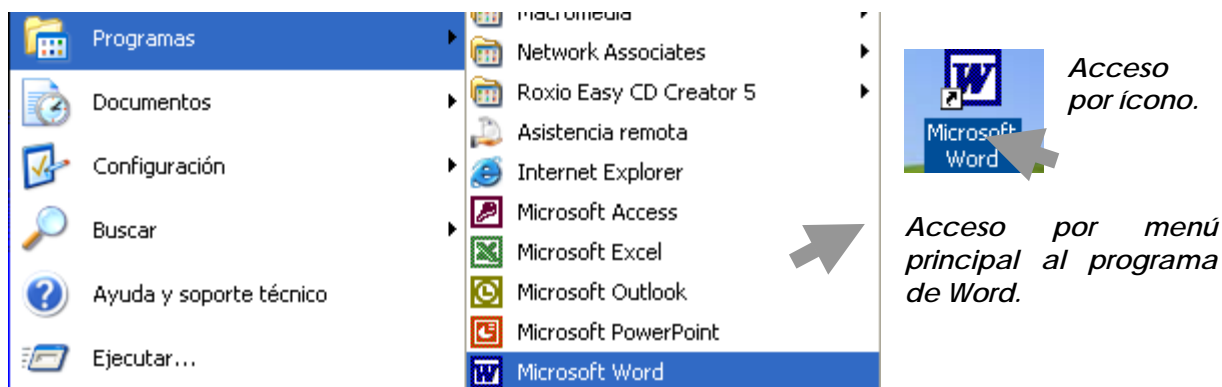 Programas
Documentos
Configuración
Buscar
Ayuda y soporte técnico
Ejecutar...
Macromedia
Network Associates
Roxio Easy CD Creator 5
Asistencia remota
Internet Explorer
Microsoft Access
Microsoft Excel
Microsoft Outlook
Microsoft PowerPoint
Microsoft Word
Microsoft
Word
Acceso
por ícono.
Acceso por menú
principal al programa
de Word.